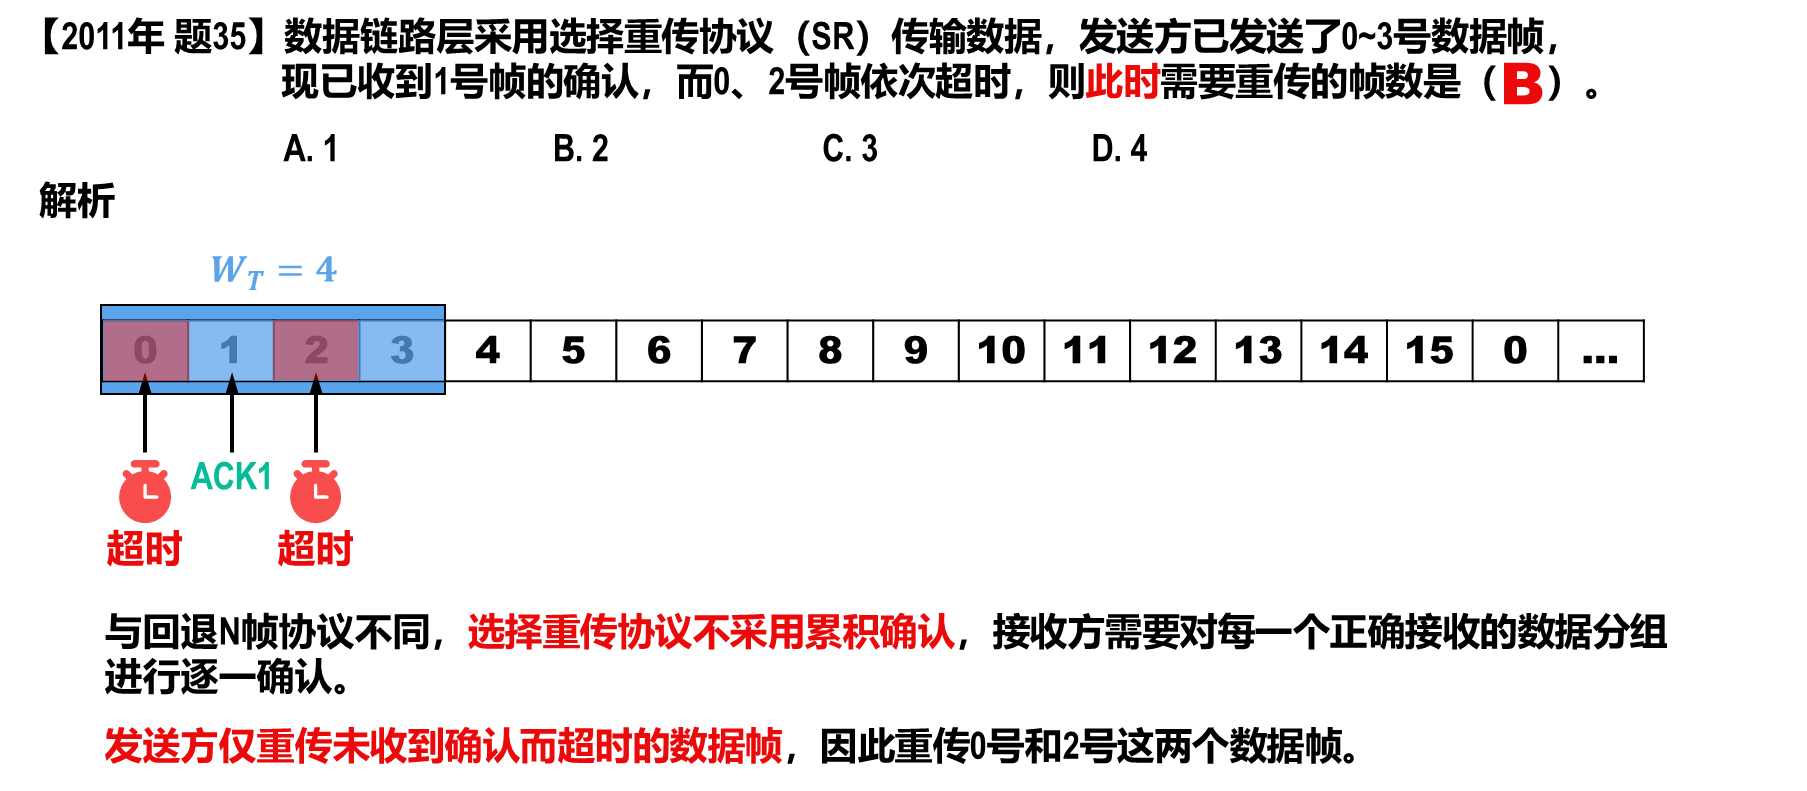 【2011年 题35】数据链路层采用选择重传协议（SR）传输数据，发送方已发送了0~3号数据帧，
现已收到1号帧的确认，而0、2号帧依次超时，则此时需要重传的帧数是（B）。
A. 1 B. 2 C. 3 D. 4
解析
W_T = 4
0 1 2 3 4 5 6 7 8 9 10 11 12 13 14 15 0 ...
ACK1
超时 超时
与回退N帧协议不同，选择重传协议不采用累积确认，接收方需要对每一个正确接收的数据分组
进行逐一确认。
发送方仅重传未收到确认而超时的数据帧，因此重传0号和2号这两个数据帧。